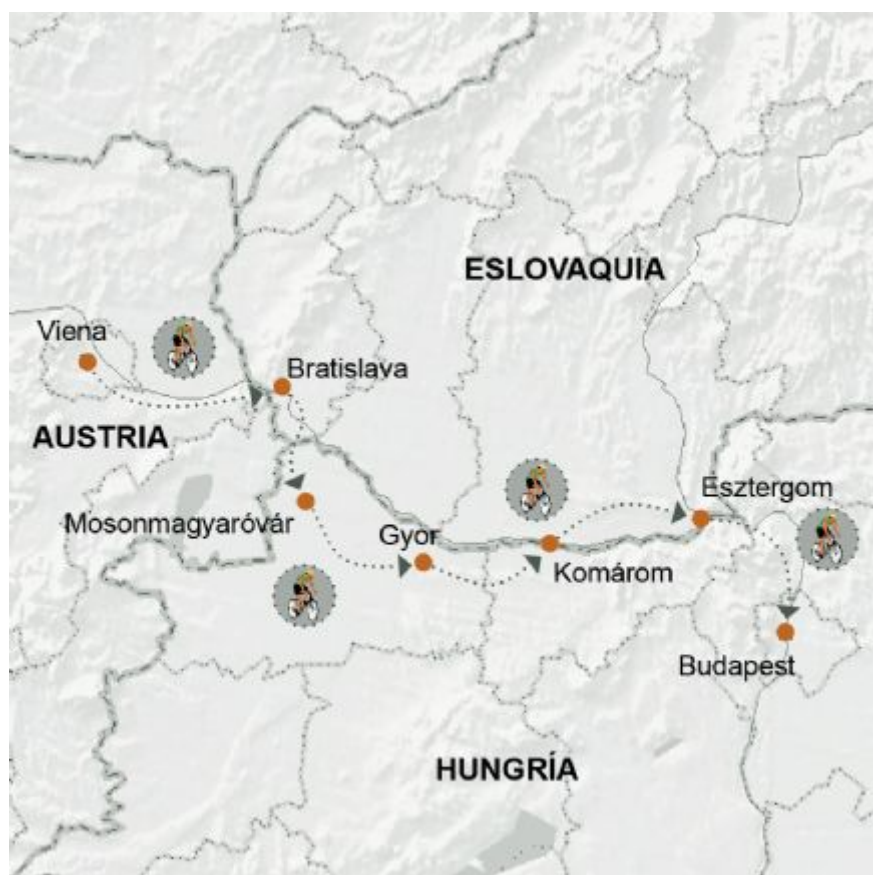 ESLOVAQUIA
Viena
Bratislava
AUSTRIA
Esztergom
Mosonmagyaróvár
Gyor
Komárom
Budapest
HUNGRÍA